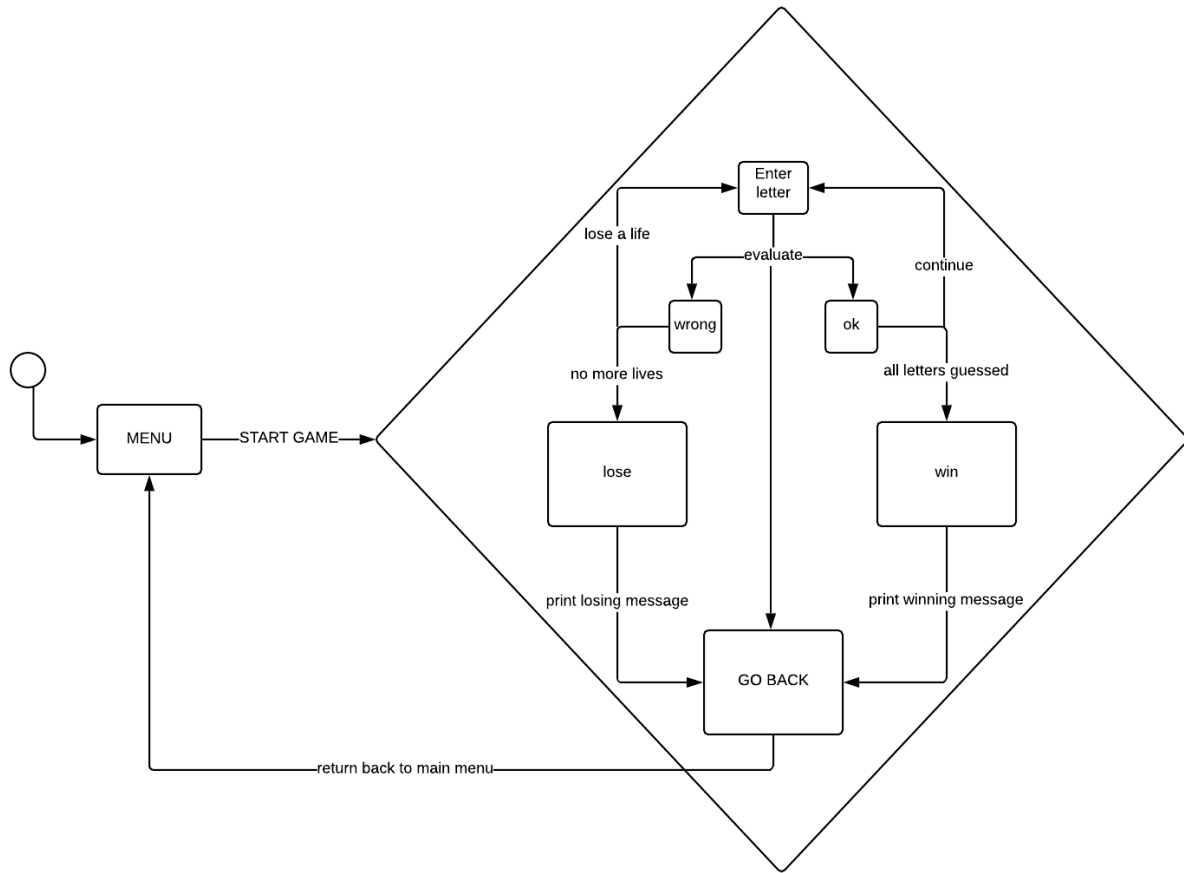 Enter
letter
lose a life
evaluate
continue
wrong
ok
no more lives
all letters guessed
MENU
START GAME
lose
win
print losing message
print winning message
GO BACK
return back to main menu